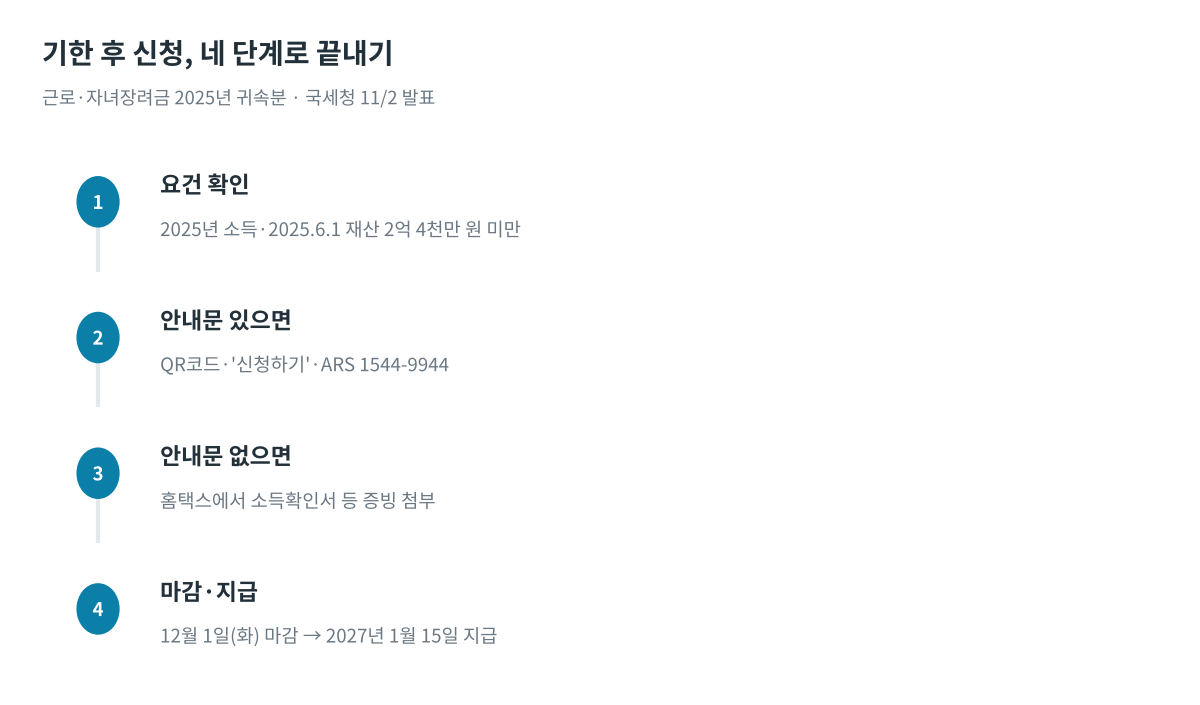 기한 후 신청, 네 단계로 끝내기
근로·자녀장려금 2025년 귀속분 · 국세청 11/2 발표
1
요건 확인
2025년 소득·2025.6.1 재산 2억 4천만 원 미만
2
안내문 있으면
QR코드·'신청하기'·ARS 1544-9944
3
안내문 없으면
홈택스에서 소득확인서 등 증빙 첨부
4
마감·지급
12월 1일(화) 마감 → 2027년 1월 15일 지급